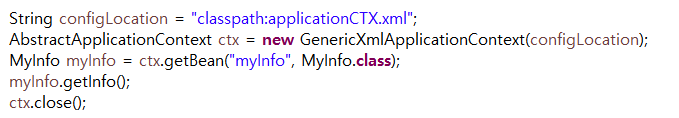 String configLocation = "classpath:applicationCTX.xml";
AbstractApplicationContext ctx = new GenericXmlApplicationContext(configLocation);
MyInfo myInfo = ctx.getBean("myInfo", MyInfo.class);
myInfo.getInfo();
ctx.close();